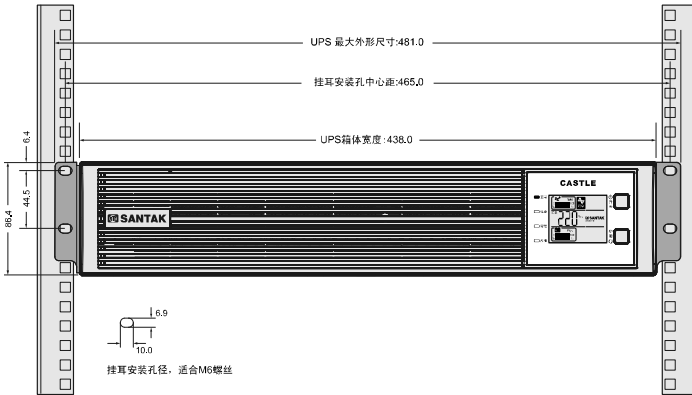 UPS 最大外形尺寸:481.0
挂耳安装孔中心距:465.0
UPS箱体宽度:438.0
6.4
44.5
86.4
CASTLE
SANTAK
220
SANTAK
6.9
10.0
挂耳安装孔径，适合M6螺丝